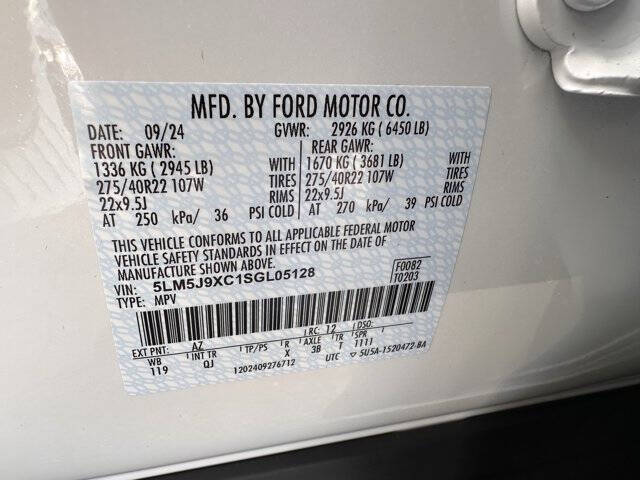 MFD. BY FORD MOTOR CO.
DATE: 09/24 GVWR: 2926 KG ( 6450 LB)
FRONT GAWR: REAR GAWR:
1336 KG ( 2945 LB) WITH 1670 KG ( 3681 LB) WITH
275/40R22 107W TIRES 275/40R22 107W TIRES
22x9.5J RIMS 22x9.5J RIMS
AT 250 kPa/ 36 PSI COLD AT 270 kPa/ 39 PSI COLD
THIS VEHICLE CONFORMS TO ALL APPLICABLE FEDERAL MOTOR
VEHICLE SAFETY STANDARDS IN EFFECT ON THE DATE OF
MANUFACTURE SHOWN ABOVE.
VIN: 5LM5J9XC1SGL05128 F0082
TYPE: MPV T0203
EXT PNT: AZ RC: 12 DSO:
WB INT TR TP/PS R AXLE TR SPR
119 QJ X 3B T 1111
1202409276712 UTC ▽5U5A-1520472-BA